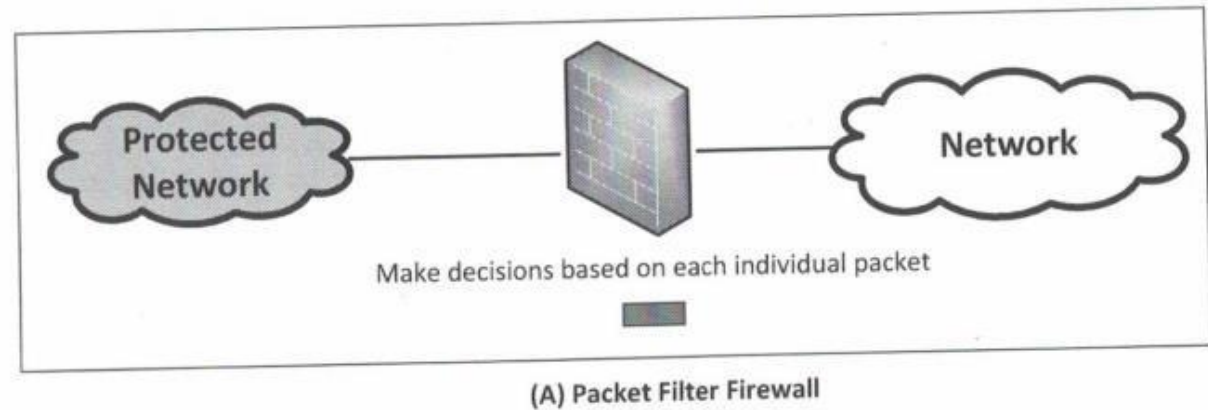 Protected
Network
Network
Make decisions based on each individual packet
(A) Packet Filter Firewall